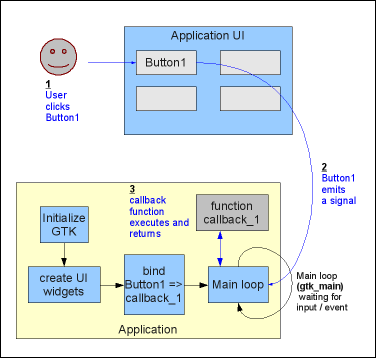 Application UI
Button1
1
User
clicks
Button1
2
Button1
emits
a signal
3
callback
function
executes and
returns
function
callback_1
Initialize
GTK
create UI
widgets
bind
Button1 =>
callback_1
Main loop
Main loop
(gtk_main)
waiting for
input / event
Application